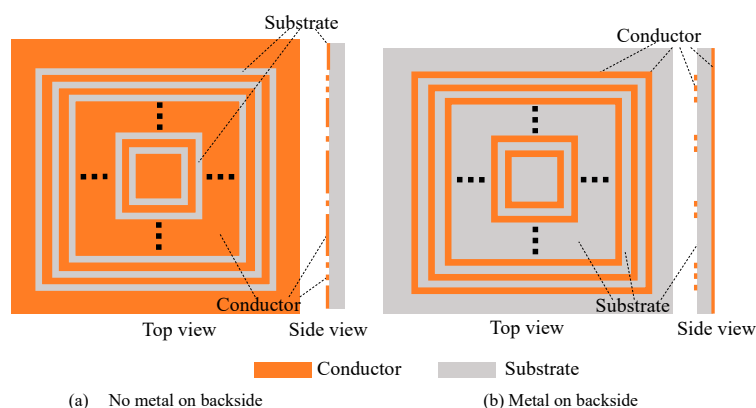 Substrate
Conductor
Conductor
Substrate
Top view
Side view
Top view
Side view
Conductor
Substrate
(a) No metal on backside
(b) Metal on backside